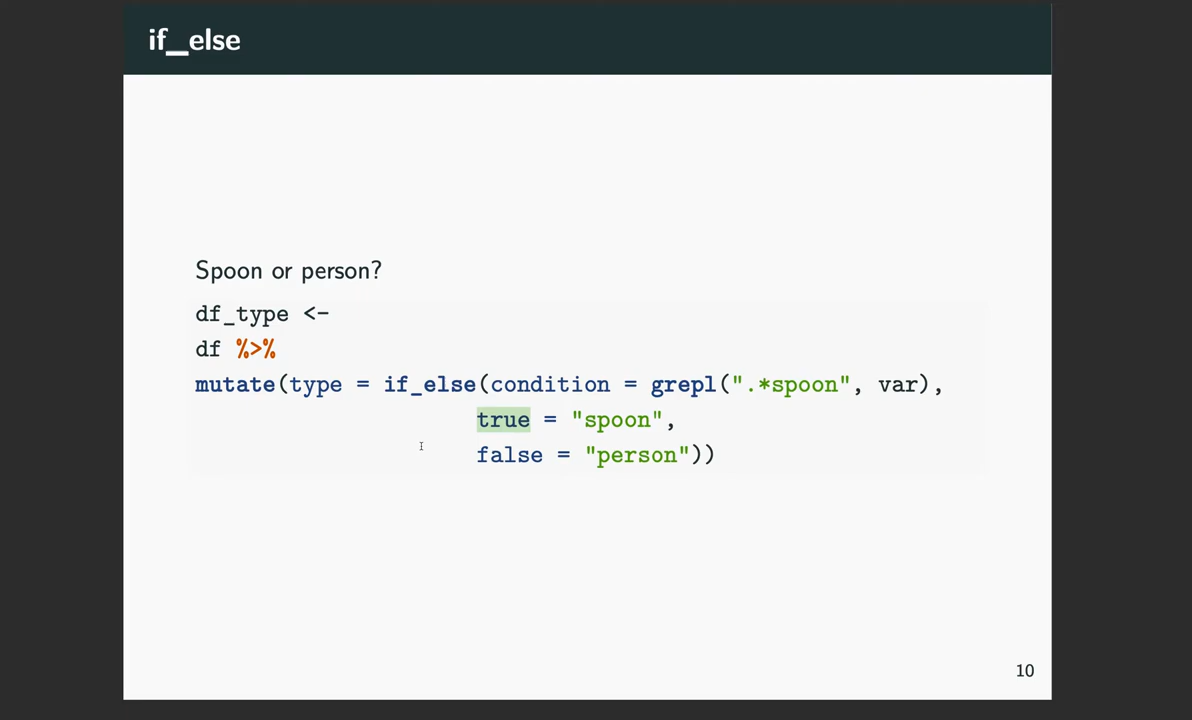 if_else
Spoon or person?
df_type <-
df %>%
mutate(type = if_else(condition = grepl(".*spoon", var),
true = "spoon",
false = "person"))
10